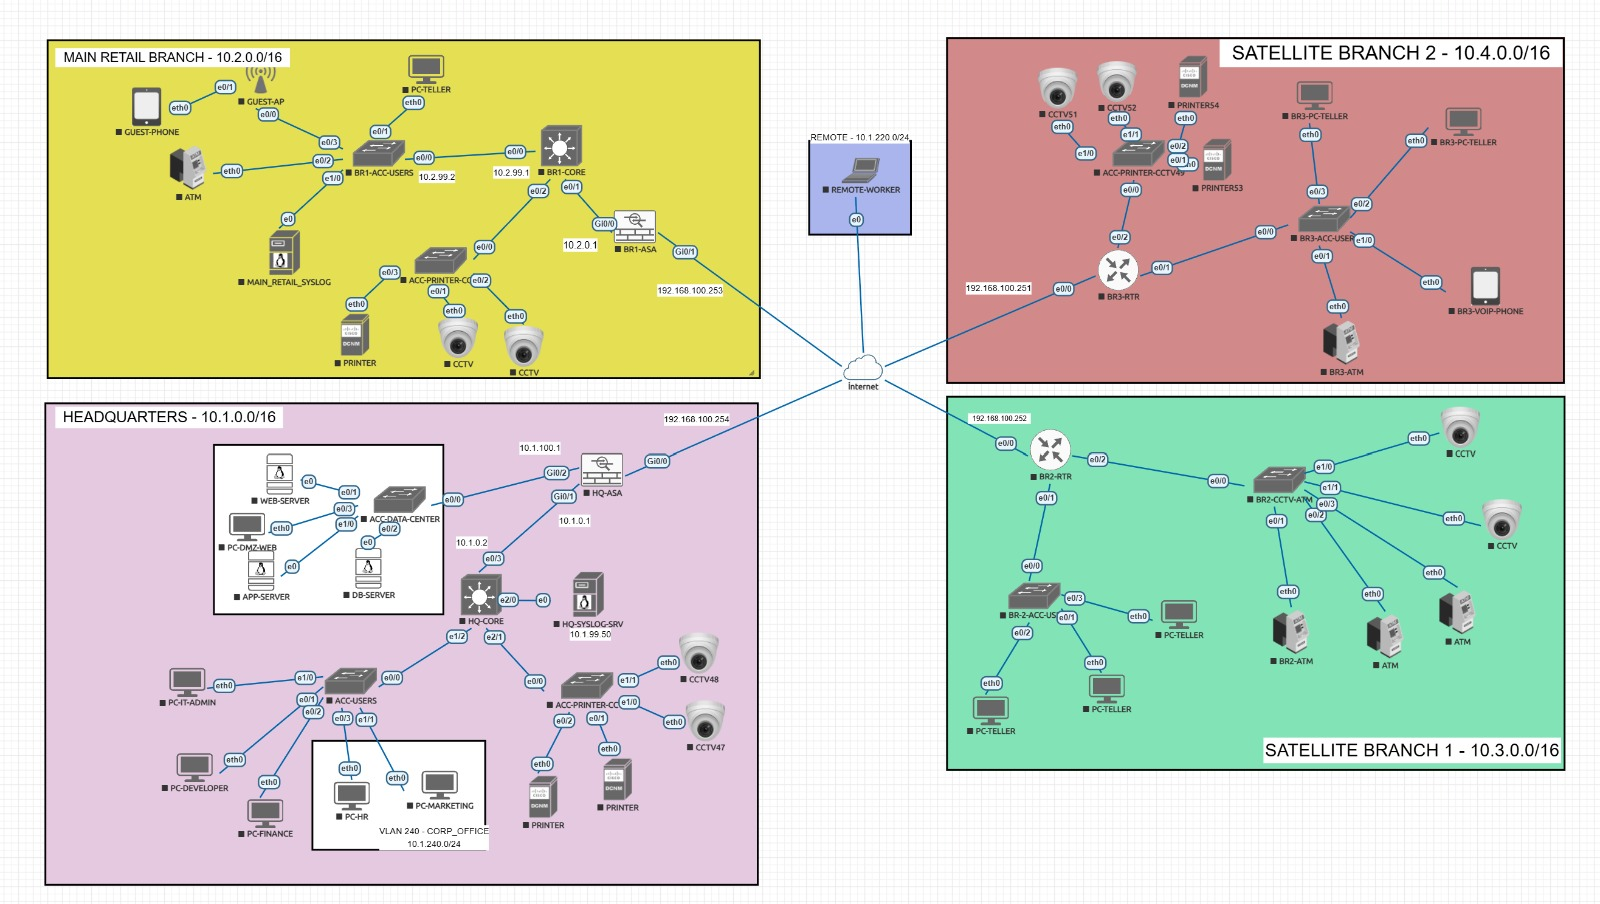 MAIN RETAIL BRANCH - 10.2.0.0/16
PC-TELLER
eth0
e0/1
GUEST-AP
e0/1
eth0
e0/0
GUEST-PHONE
e0/3
e0/2
eth0
ATM
e1/0
BR1-ACC-USERS
e0/0
10.2.99.2
e0/0
10.2.99.1
BR1-CORE
e0/2
e0/1
Gi0/0
10.2.0.1
BR1-ASA
Gi0/1
192.168.100.253
e0
MAIN_RETAIL_SYSLOG
e0/0
ACC-PRINTER-CC
e0/3
e0/1
e0/2
eth0
eth0
eth0
PRINTER
CCTV
CCTV
REMOTE - 10.1.220.0/24
REMOTE-WORKER
e0
Internet
SATELLITE BRANCH 2 - 10.4.0.0/16
CCTV51
CCTV52
PRINTER54
eth0
eth0
eth0
e1/0
e1/1
e0/2
e0/1
ACC-PRINTER-CCTV49
PRINTER53
e0/0
e0/2
BR3-RTR
e0/0
192.168.100.251
e0/1
e0/0
BR3-PC-TELLER
eth0
BR3-PC-TELLER
eth0
e0/3
e0/2
BR3-ACC-USER
e1/0
e0/1
eth0
BR3-VOIP-PHONE
eth0
BR3-ATM
HEADQUARTERS - 10.1.0.0/16
192.168.100.254
10.1.100.1
Gi0/2
Gi0/0
HQ-ASA
Gi0/1
10.1.0.1
WEB-SERVER
e0
e0/1
e0/3
e1/0
e0/2
ACC-DATA-CENTER
e0/0
PC-DMZ-WEB
eth0
APP-SERVER
e0
e0
DB-SERVER
10.1.0.2
e0/3
HQ-CORE
e2/0
e0
HQ-SYSLOG-SRV
10.1.99.50
e1/2
e2/1
e0/0
ACC-USERS
e1/0
e0/1
e0/2
e0/3
e1/1
eth0
PC-IT-ADMIN
eth0
PC-DEVELOPER
eth0
PC-FINANCE
eth0
PC-HR
eth0
PC-MARKETING
VLAN 240 - CORP_OFFICE
10.1.240.0/24
e0/0
ACC-PRINTER-CC
e1/1
e1/0
e0/2
e0/1
eth0
CCTV48
eth0
CCTV47
eth0
PRINTER
eth0
PRINTER
192.168.100.252
e0/0
BR2-RTR
e0/2
e0/1
e0/0
BR2-CCTV-ATM
e1/0
e1/1
e0/3
e0/2
e0/1
eth0
CCTV
eth0
CCTV
eth0
ATM
eth0
ATM
eth0
BR2-ATM
e0/0
BR-2-ACC-US
e0/3
e0/1
e0/2
eth0
PC-TELLER
eth0
PC-TELLER
eth0
PC-TELLER
SATELLITE BRANCH 1 - 10.3.0.0/16